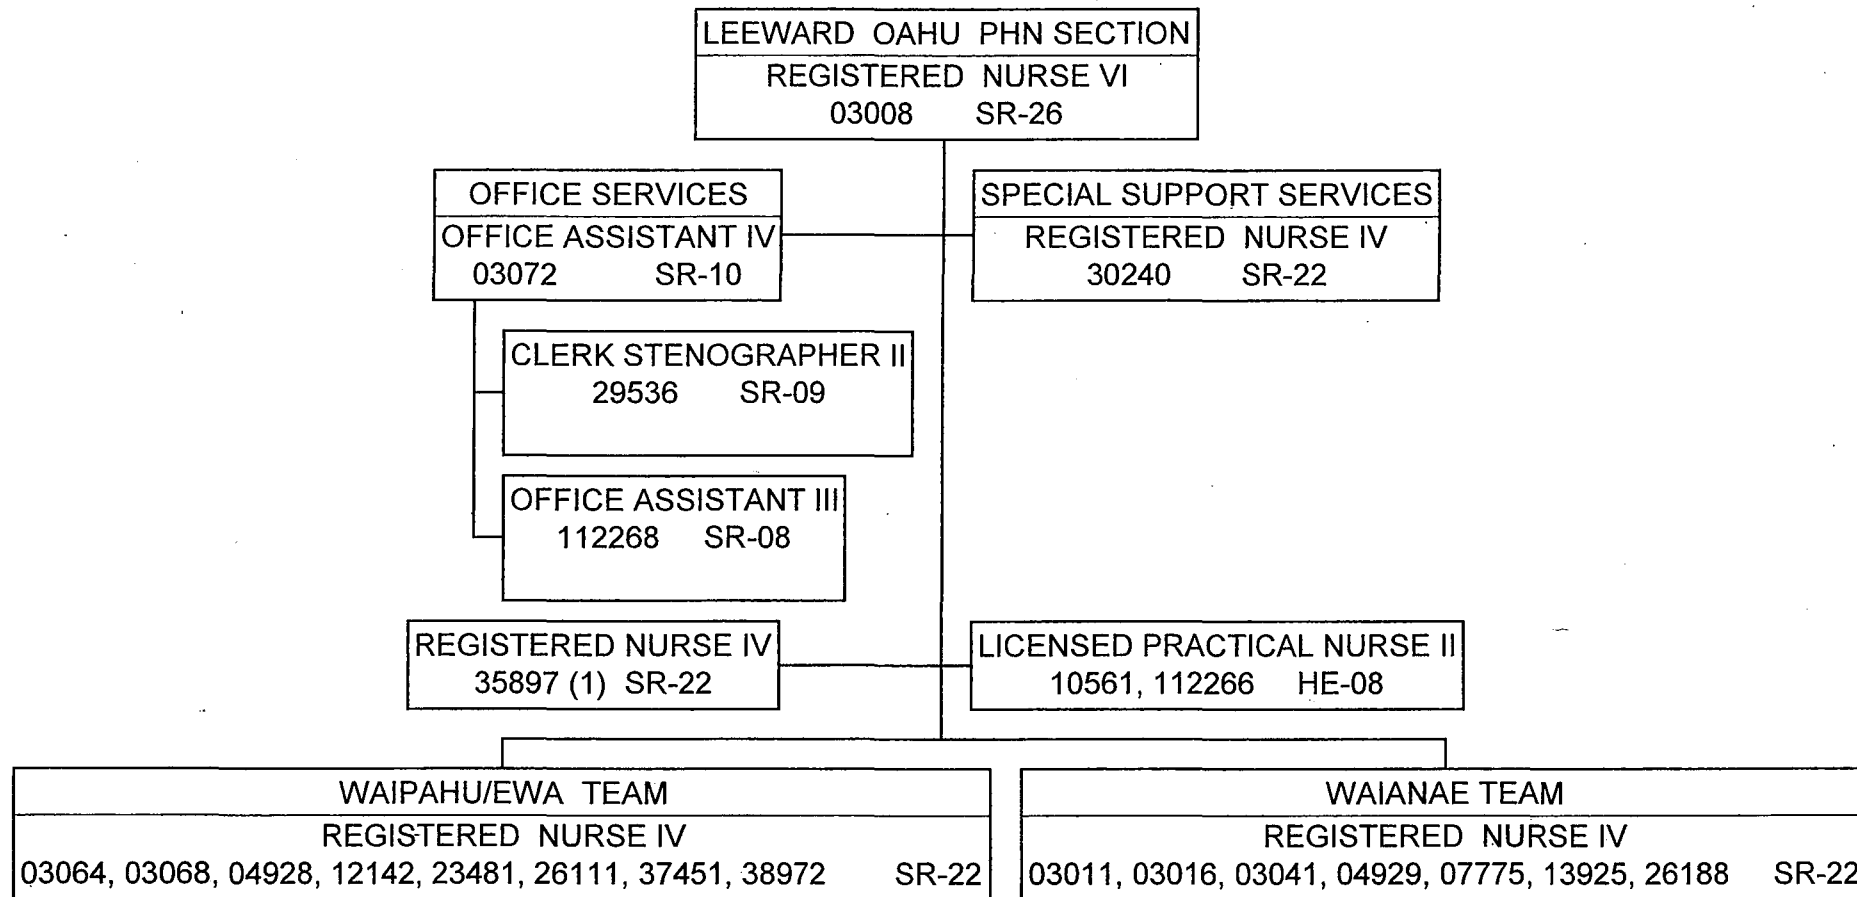 LEEWARD OAHU PHN SECTION
REGISTERED NURSE VI
03008 SR-26
OFFICE SERVICES
OFFICE ASSISTANT IV
03072 SR-10
SPECIAL SUPPORT SERVICES
REGISTERED NURSE IV
30240 SR-22
CLERK STENOGRAPHER II
29536 SR-09
OFFICE ASSISTANT III
112268 SR-08
REGISTERED NURSE IV
35897 (1) SR-22
LICENSED PRACTICAL NURSE II
10561, 112266 HE-08
WAIPAHU/EWA TEAM
REGISTERED NURSE IV
03064, 03068, 04928, 12142, 23481, 26111, 37451, 38972 SR-22
WAIANAE TEAM
REGISTERED NURSE IV
03011, 03016, 03041, 04929, 07775, 13925, 26188 SR-22